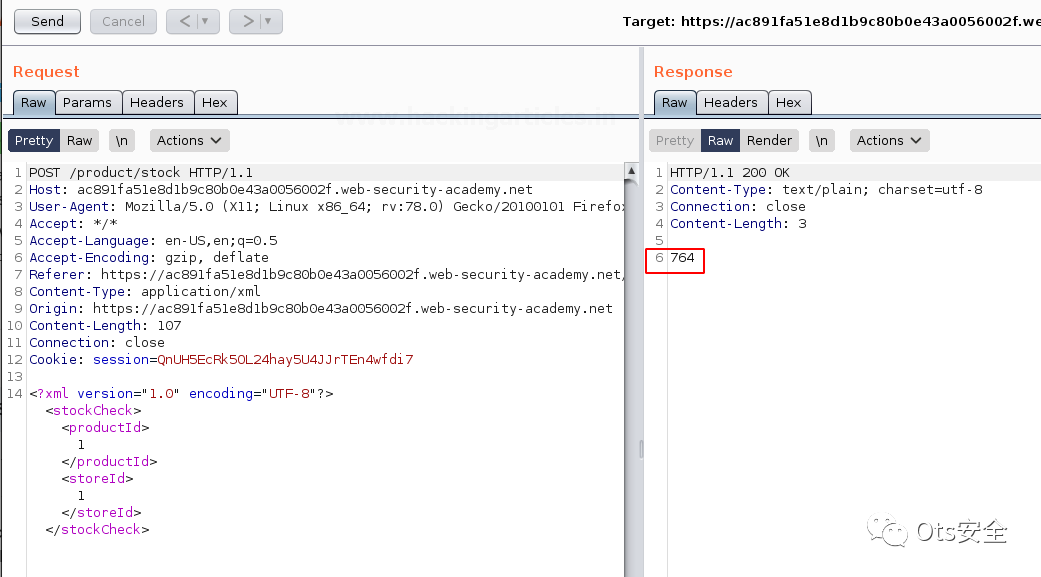 Send Cancel < > Target: https://ac891fa51e8d1b9c80b0e43a0056002f.we
Request
Raw Params Headers Hex
Pretty Raw \n Actions
1 POST /product/stock HTTP/1.1
2 Host: ac891fa51e8d1b9c80b0e43a0056002f.web-security-academy.net
3 User-Agent: Mozilla/5.0 (X11; Linux x86_64; rv:78.0) Gecko/20100101 Firefox
4 Accept: */*
5 Accept-Language: en-US,en;q=0.5
6 Accept-Encoding: gzip, deflate
7 Referer: https://ac891fa51e8d1b9c80b0e43a0056002f.web-security-academy.net/
8 Content-Type: application/xml
9 Origin: https://ac891fa51e8d1b9c80b0e43a0056002f.web-security-academy.net
10 Content-Length: 107
11 Connection: close
12 Cookie: session=QnUH5EcRk5OL24hay5U4JJrTEn4wfdi7
13
14 <?xml version="1.0" encoding="UTF-8"?>
<stockCheck>
<productId>
1
</productId>
<storeId>
1
</storeId>
</stockCheck>
Response
Raw Headers Hex
Pretty Raw Render \n Actions
1 HTTP/1.1 200 OK
2 Content-Type: text/plain; charset=utf-8
3 Connection: close
4 Content-Length: 3
5
6 764
www.hackingarticles.in
Ots安全